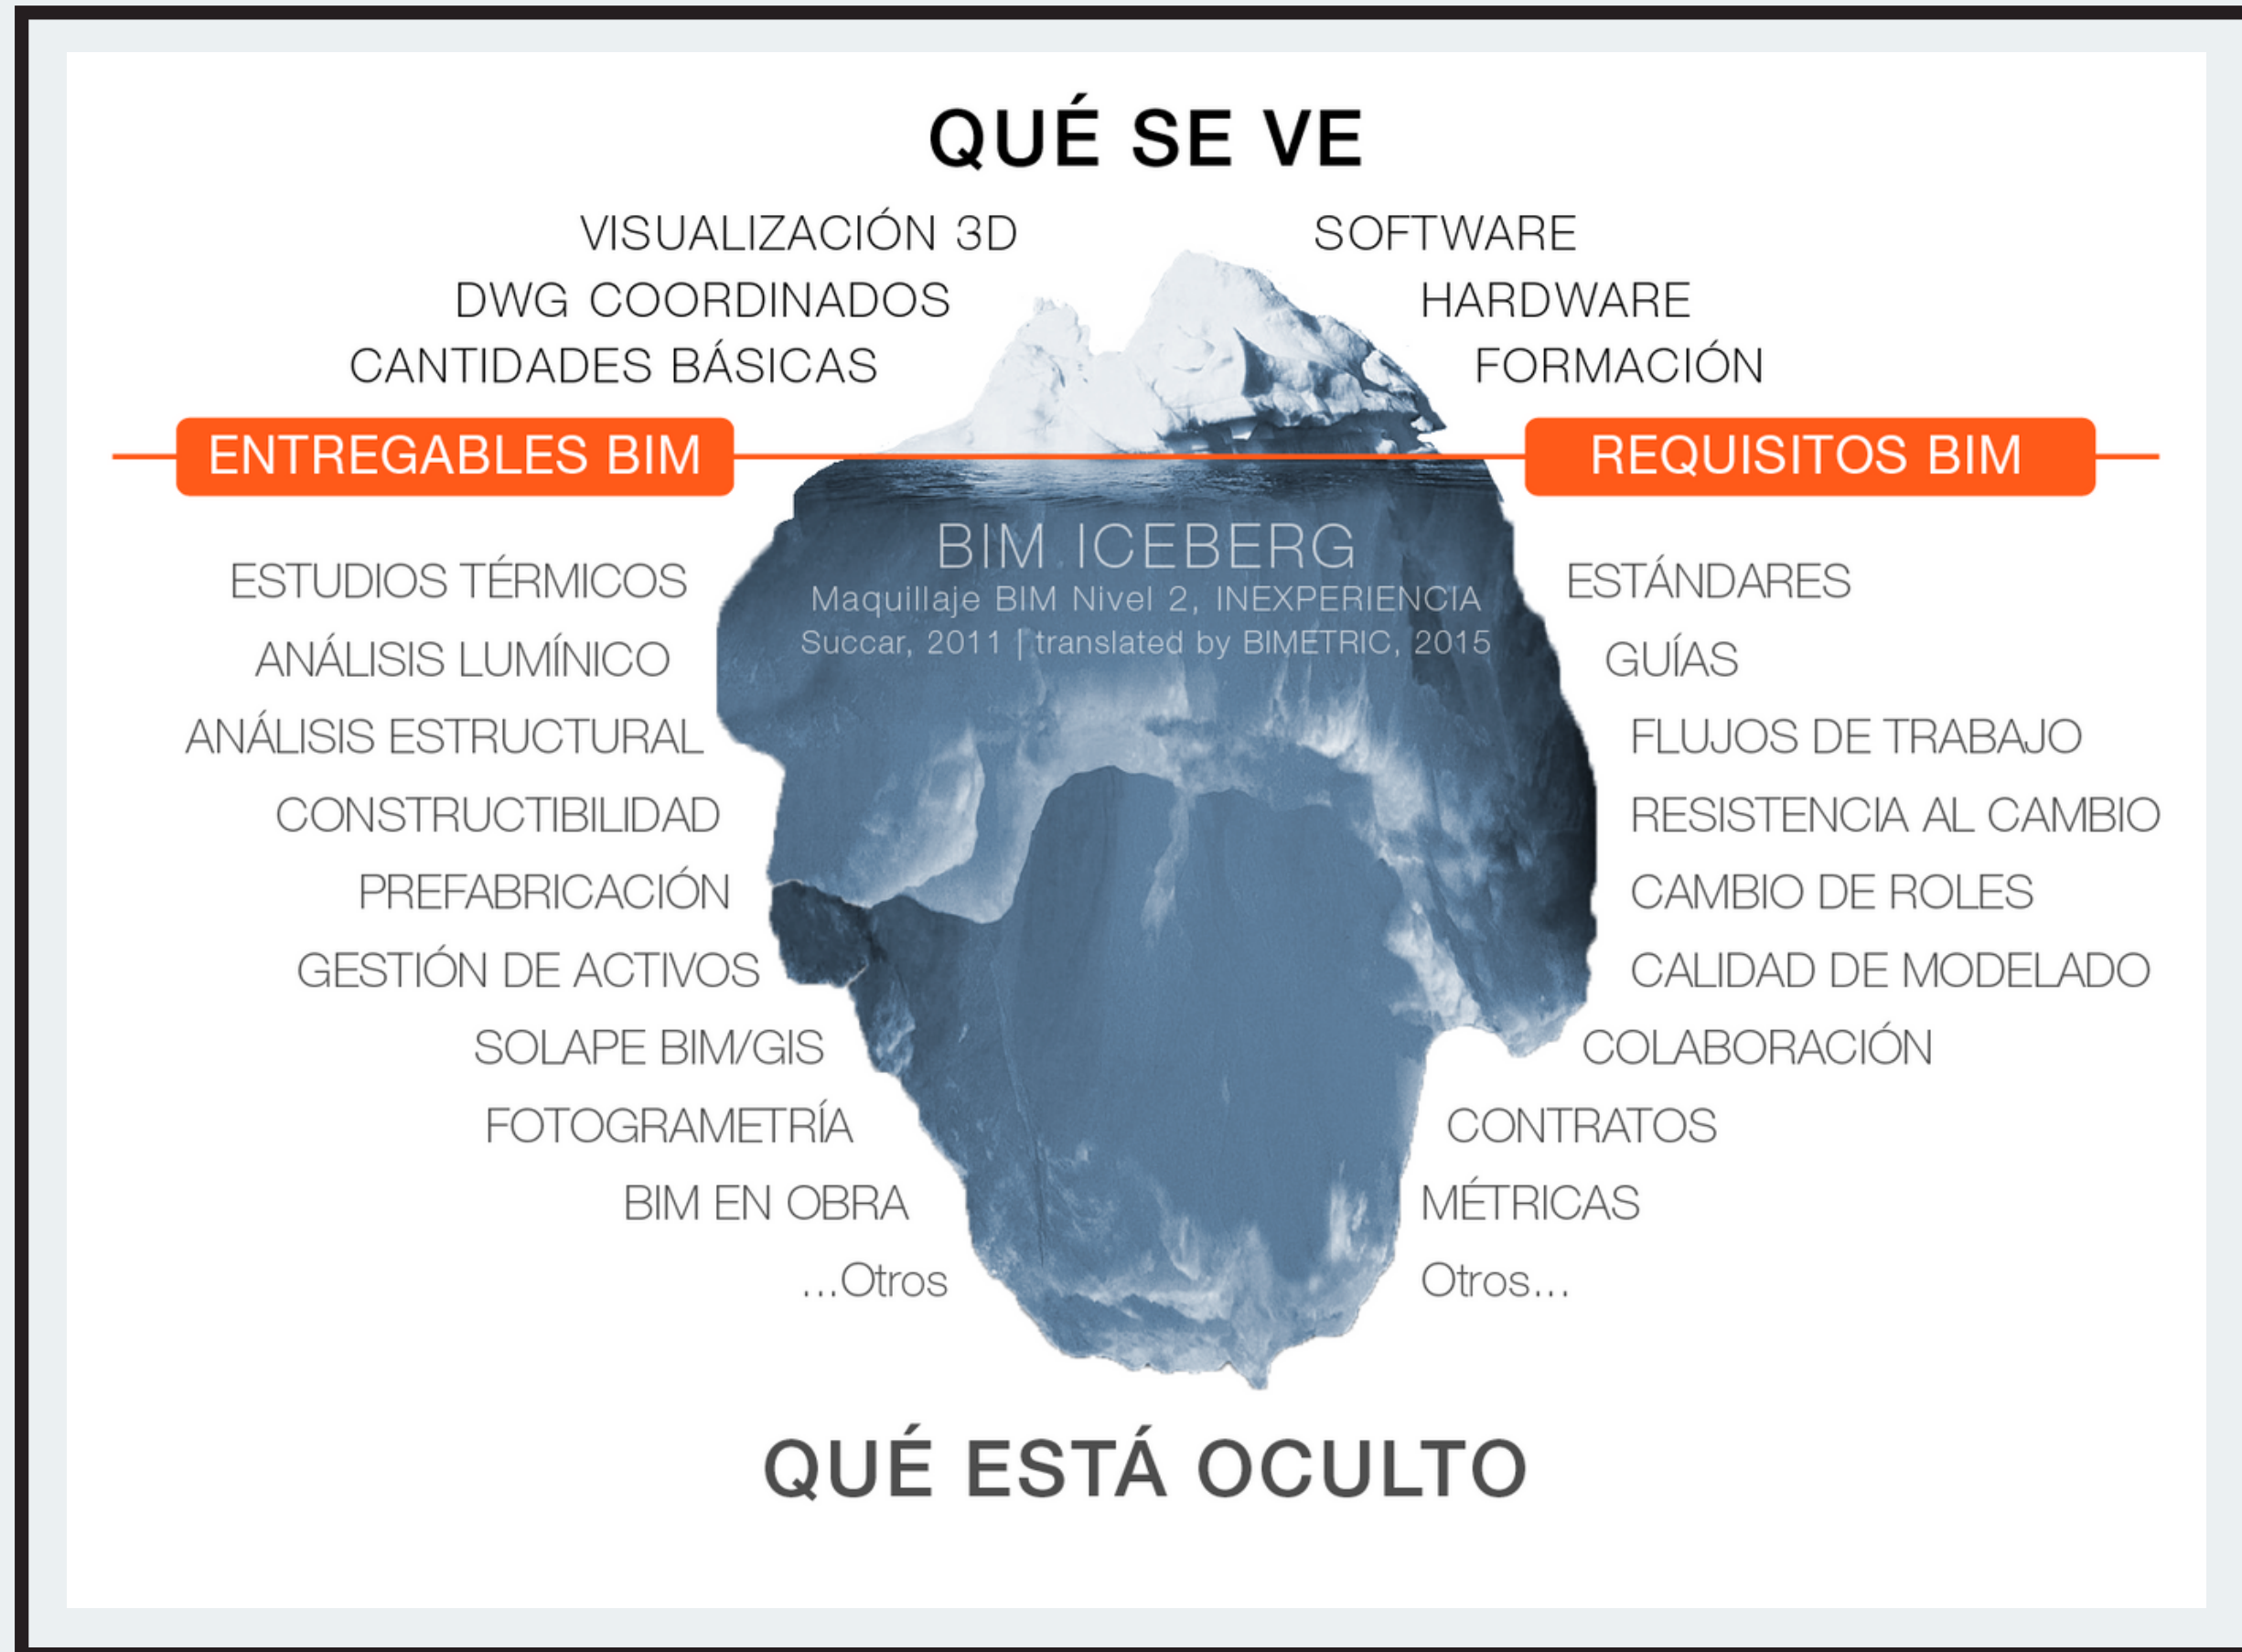 QUÉ SE VE
VISUALIZACIÓN 3D
DWG COORDINADOS
CANTIDADES BÁSICAS
SOFTWARE
HARDWARE
FORMACIÓN
ENTREGABLES BIM
REQUISITOS BIM
BIM ICEBERG
Maquillaje BIM Nivel 2, INEXPERIENCIA
Succar, 2011 | translated by BIMETRIC, 2015
ESTUDIOS TÉRMICOS
ANÁLISIS LUMÍNICO
ANÁLISIS ESTRUCTURAL
CONSTRUCTIBILIDAD
PREFABRICACIÓN
GESTIÓN DE ACTIVOS
SOLAPE BIM/GIS
FOTOGRAMETRÍA
BIM EN OBRA
...Otros
ESTÁNDARES
GUÍAS
FLUJOS DE TRABAJO
RESISTENCIA AL CAMBIO
CAMBIO DE ROLES
CALIDAD DE MODELADO
COLABORACIÓN
CONTRATOS
MÉTRICAS
Otros...
QUÉ ESTÁ OCULTO